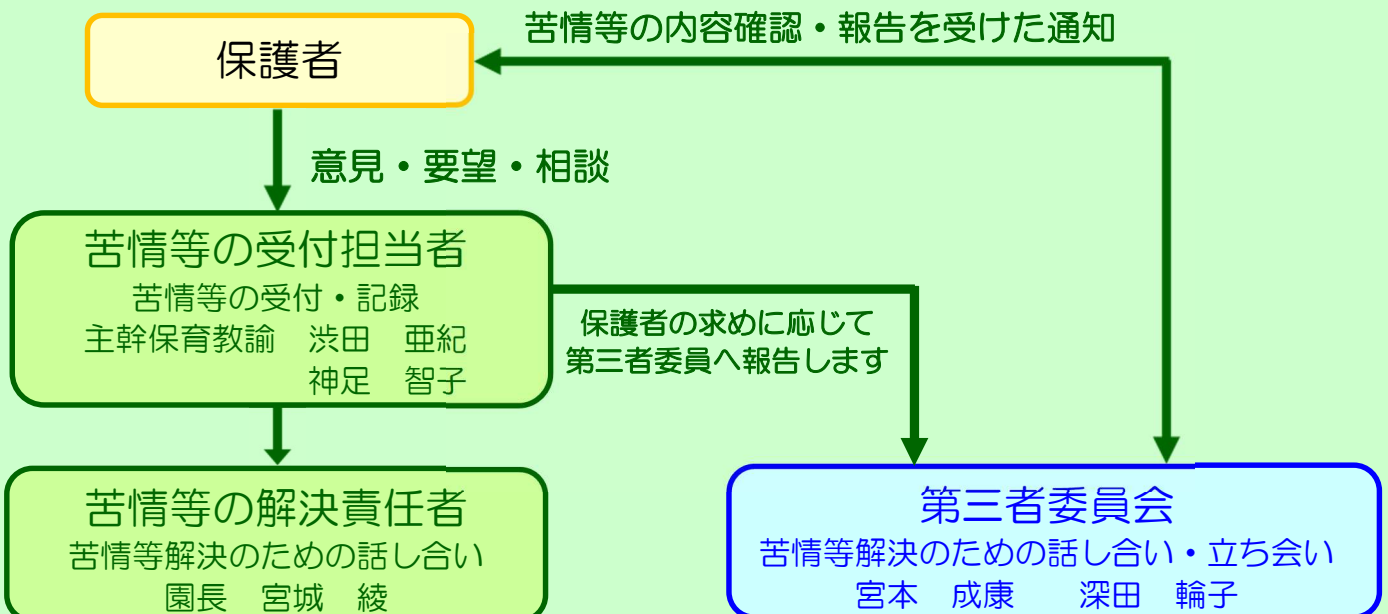 苦情等の内容確認・報告を受けた通知
保護者
意見・要望・相談
苦情等の受付担当者
苦情等の受付・記録
主幹保育教諭　渋田　亜紀
神足　智子
保護者の求めに応じて
第三者委員へ報告します
苦情等の解決責任者
苦情等解決のための話し合い
園長　宮城　綾
第三者委員会
苦情等解決のための話し合い・立ち会い
宮本　成康　　深田　輪子